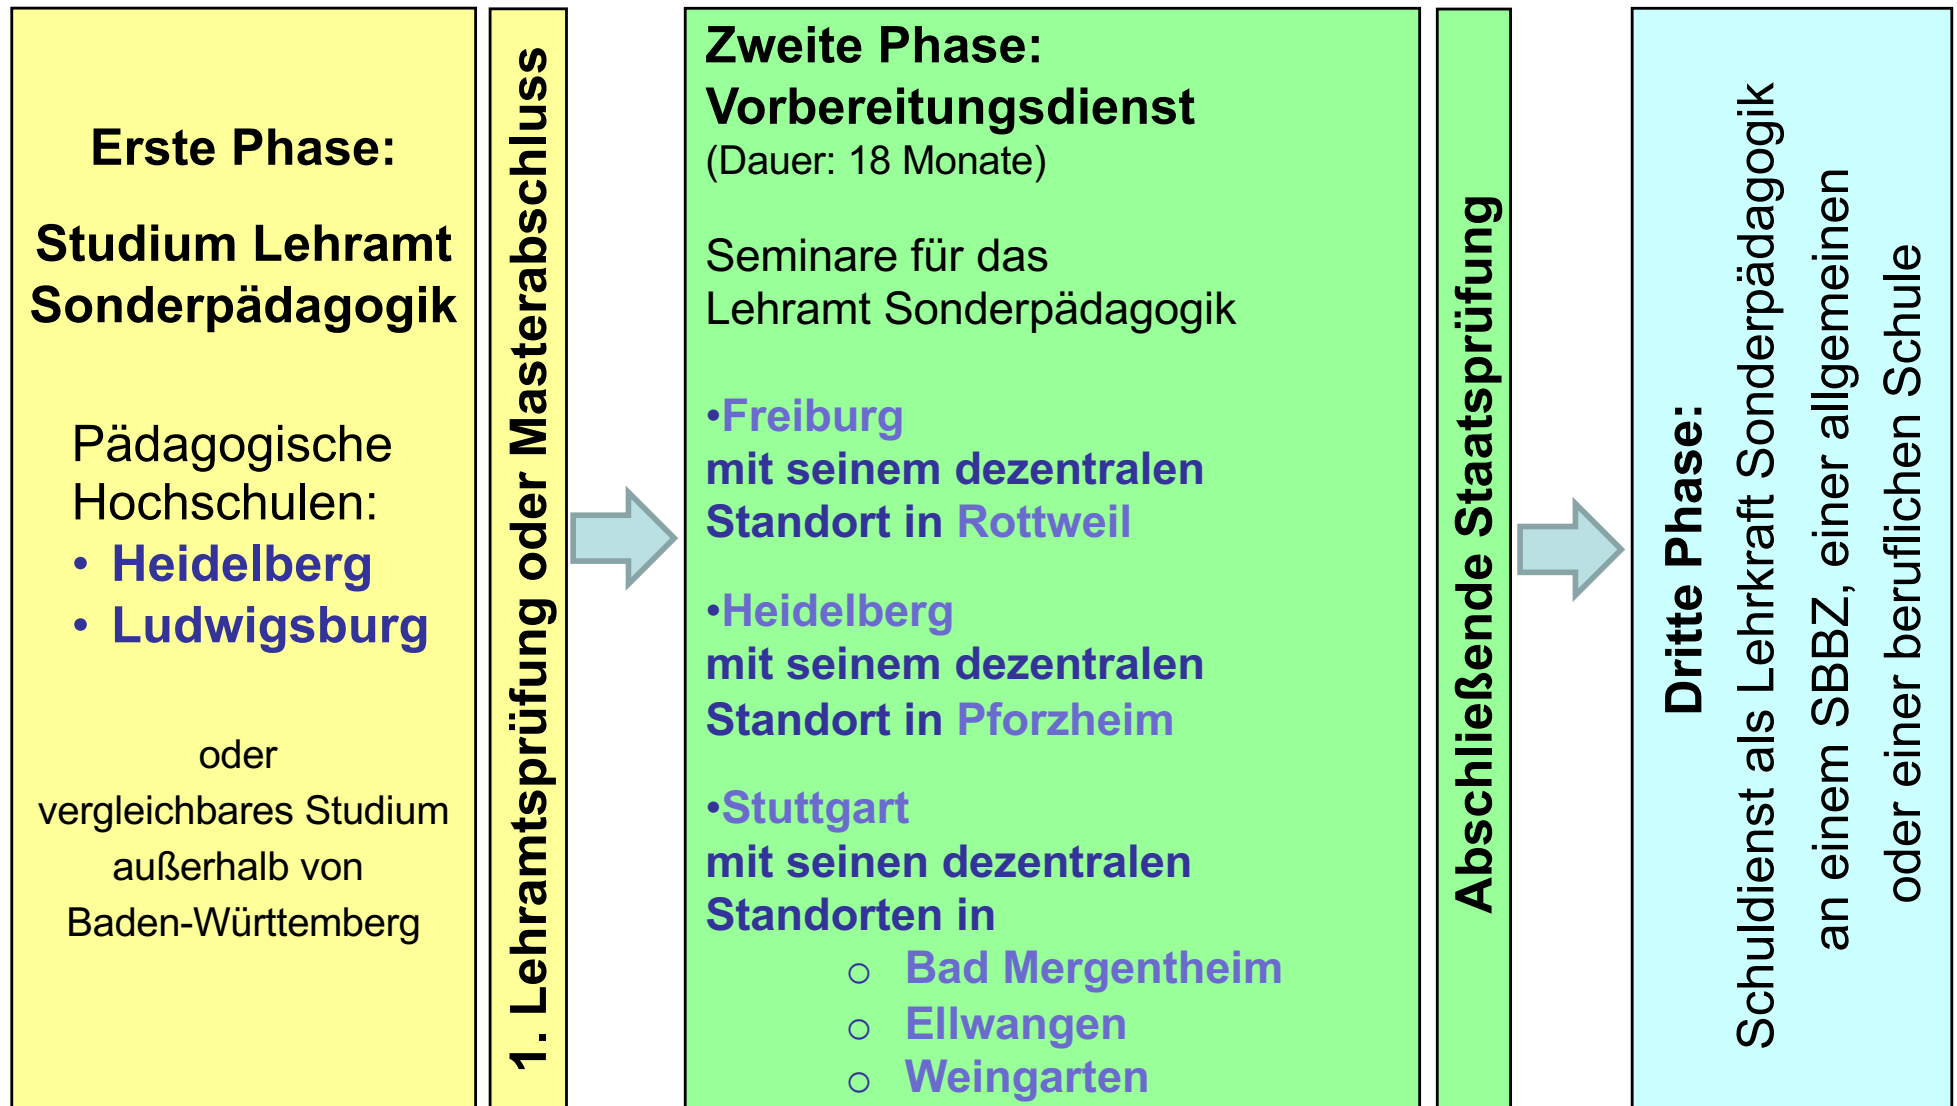 Erste Phase:
Studium Lehramt
Sonderpädagogik
Pädagogische
Hochschulen:
• Heidelberg
• Ludwigsburg
oder
vergleichbares Studium
außerhalb von
Baden-Württemberg
1. Lehramtsprüfung oder Masterabschluss
Zweite Phase:
Vorbereitungsdienst
(Dauer: 18 Monate)
Seminare für das
Lehramt Sonderpädagogik
•Freiburg
mit seinem dezentralen
Standort in Rottweil
•Heidelberg
mit seinem dezentralen
Standort in Pforzheim
•Stuttgart
mit seinen dezentralen
Standorten in
o Bad Mergentheim
o Ellwangen
o Weingarten
Abschließende Staatsprüfung
Dritte Phase:
Schuldienst als Lehrkraft Sonderpädagogik
an einem SBBZ, einer allgemeinen
oder einer beruflichen Schule